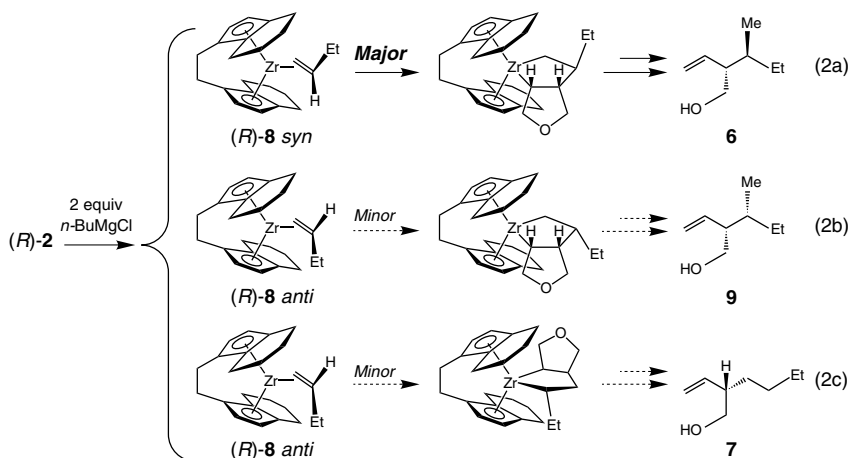 Et
Zr
H
(R)-8 syn
Major
Et
Zr
H
H
O
Me
Et
HO
6
(2a)
(R)-2
2 equiv
n-BuMgCl
H
Zr
Et
(R)-8 anti
Minor
Zr
H
H
Et
O
Me
Et
HO
9
(2b)
H
Zr
Et
(R)-8 anti
Minor
O
Zr
Et
H
Et
HO
7
(2c)